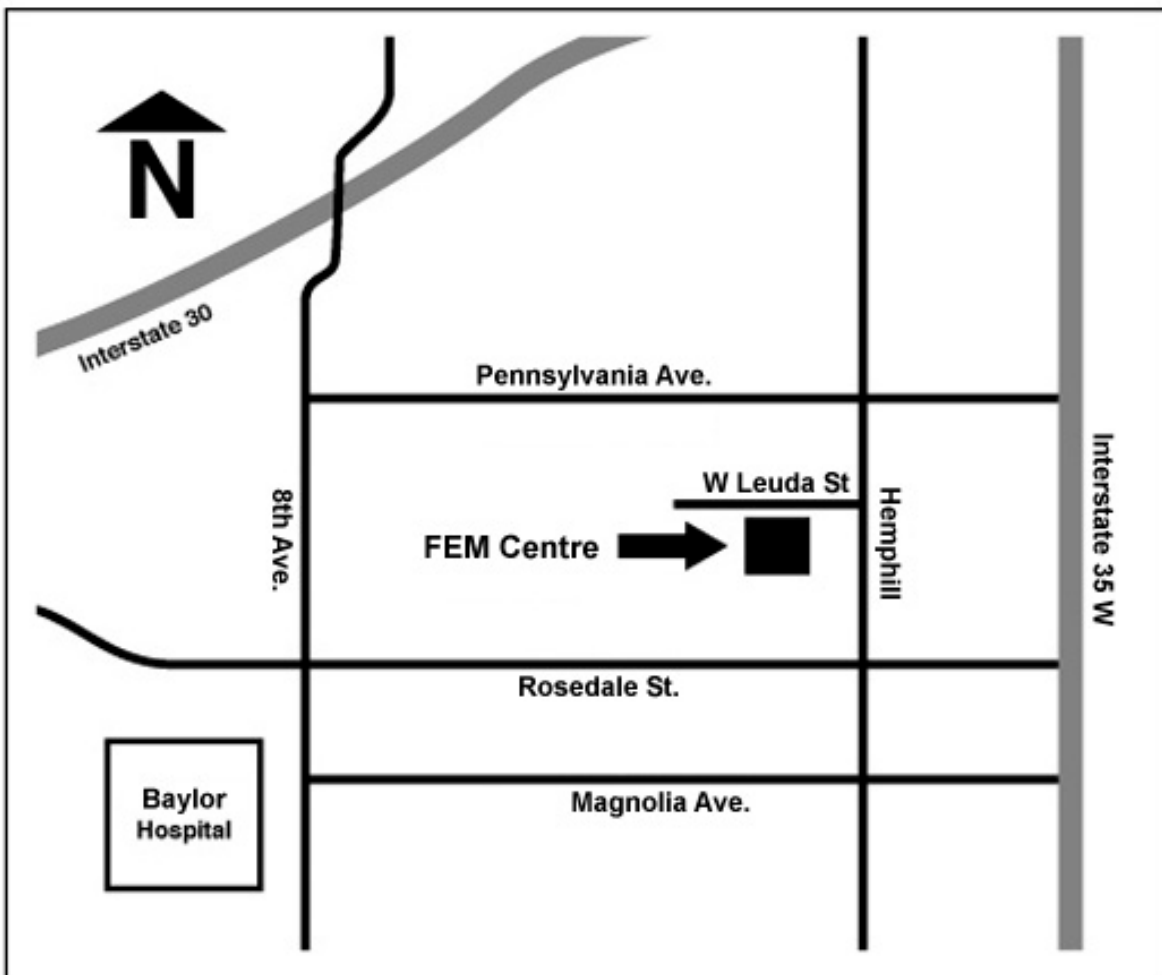 N
Interstate 30
Pennsylvania Ave.
W Leuda St
8th Ave.
FEM Centre
Hemphill
Interstate 35 W
Rosedale St.
Baylor
Hospital
Magnolia Ave.